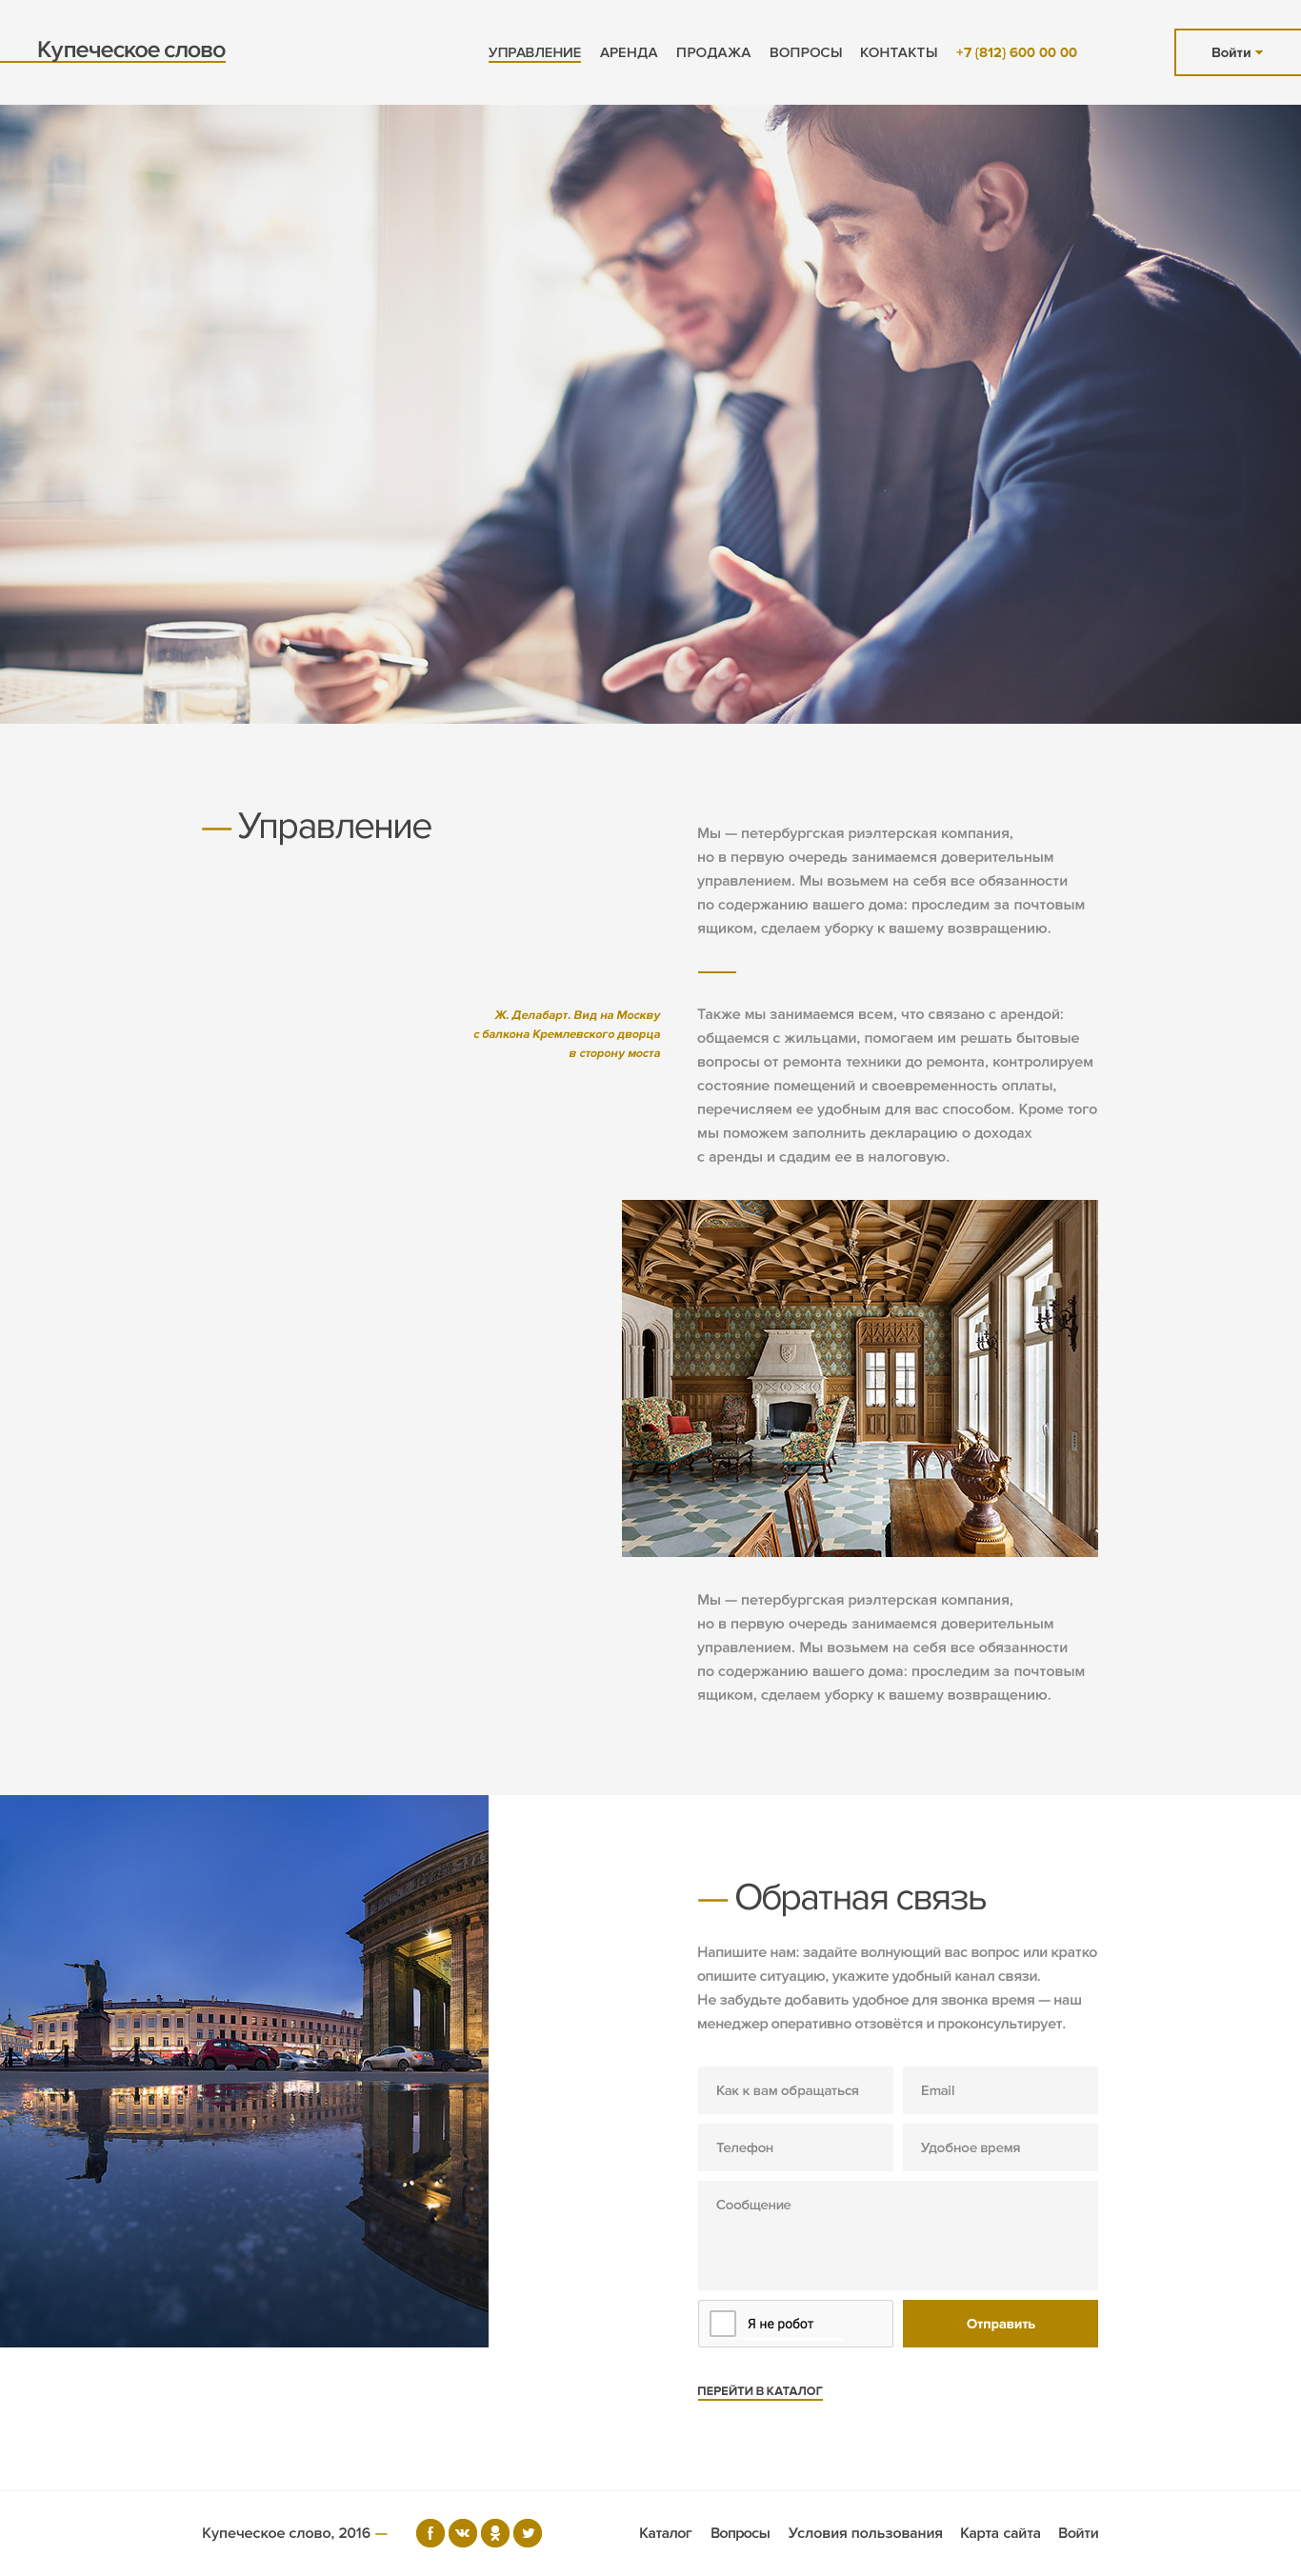 Купеческое слово
УПРАВЛЕНИЕ АРЕНДА ПРОДАЖА ВОПРОСЫ КОНТАКТЫ +7 (812) 600 00 00
Войти
— Управление
Мы — петербургская риэлтерская компания,
но в первую очередь занимаемся доверительным
управлением. Мы возьмем на себя все обязанности
по содержанию вашего дома: проследим за почтовым
ящиком, сделаем уборку к вашему возвращению.
Ж. Делабарт. Вид на Москву
с балкона Кремлевского дворца
в сторону моста
Также мы занимаемся всем, что связано с арендой:
общаемся с жильцами, помогаем им решать бытовые
вопросы от ремонта техники до ремонта, контролируем
состояние помещений и своевременность оплаты,
перечисляем ее удобным для вас способом. Кроме того
мы поможем заполнить декларацию о доходах
с аренды и сдадим ее в налоговую.
Мы — петербургская риэлтерская компания,
но в первую очередь занимаемся доверительным
управлением. Мы возьмем на себя все обязанности
по содержанию вашего дома: проследим за почтовым
ящиком, сделаем уборку к вашему возвращению.
— Обратная связь
Напишите нам: задайте волнующий вас вопрос или кратко
опишите ситуацию, укажите удобный канал связи.
Не забудьте добавить удобное для звонка время — наш
менеджер оперативно отзовётся и проконсультирует.
Как к вам обращаться Email
Телефон Удобное время
Сообщение
Я не робот Отправить
ПЕРЕЙТИ В КАТАЛОГ
Купеческое слово, 2016 —
Каталог Вопросы Условия пользования Карта сайта Войти